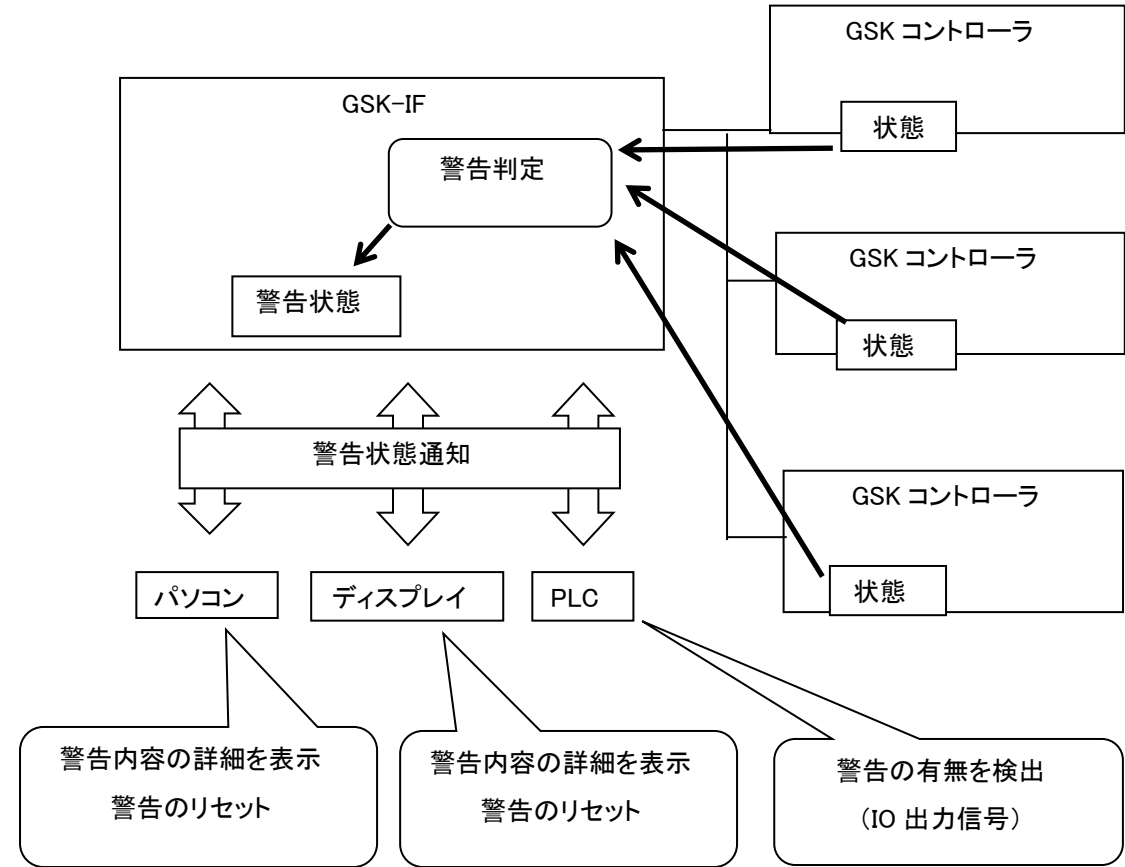 GSK コントローラ
状態
GSK-IF
警告判定
警告状態
GSK コントローラ
状態
警告状態通知
GSK コントローラ
状態
パソコン
ディスプレイ
PLC
警告内容の詳細を表示
警告のリセット
警告内容の詳細を表示
警告のリセット
警告の有無を検出
（IO 出力信号）